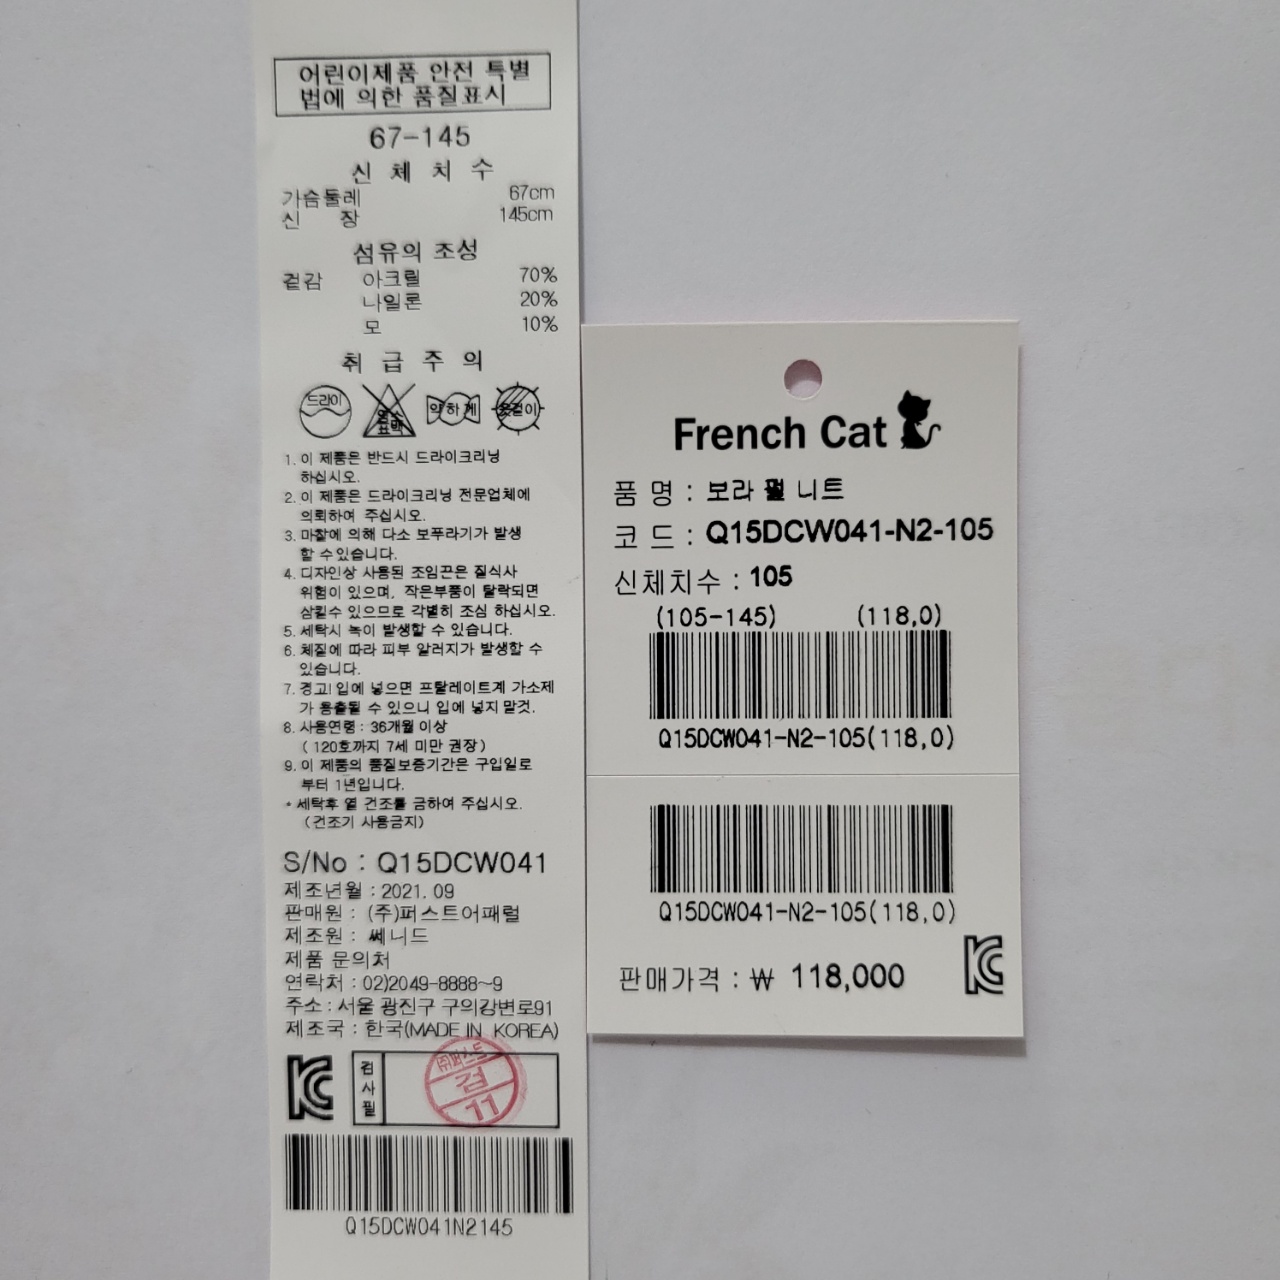 어린이제품 안전 특별
법에 의한 품질표시
67-145
신 체 치 수
가슴둘레 67cm
신 장 145cm
섬유의 조성
겉감 아크릴 70%
나일론 20%
모 10%
취 급 주 의
드라이 염소 표백 약하게 옷걸이
1. 이 제품은 반드시 드라이크리닝
하십시오.
2. 이 제품은 드라이크리닝 전문업체에
의뢰하여 주십시오.
3. 마찰에 의해 다소 보푸라기가 발생
할 수있습니다.
4. 디자인상 사용된 조임끈은 질식사
위험이 있으며, 작은부품이 탈락되면
삼킬수 있으므로 각별히 조심 하십시오.
5. 세탁시 녹이 발생할 수 있습니다.
6. 체질에 따라 피부 알러지가 발생할 수
있습니다.
7. 경고! 입에 넣으면 프탈레이트계 가소제
가 용출될 수 있으니 입에 넣지 말것.
8. 사용연령 : 36개월 이상
( 120호까지 7세 미만 권장 )
9. 이 제품의 품질보증기간은 구입일로
부터 1년입니다.
* 세탁후 열 건조를 금하여 주십시오.
(건조기 사용금지)
S/No : Q15DCW041
제조년월 : 2021. 09
판매원 : (주)퍼스트어패럴
제조원 : 쎄니드
제품 문의처
연락처 : 02)2049-8888~9
주소 : 서울 광진구 구의강변로91
제조국 : 한국(MADE IN KOREA)
검사필
㈜퍼스트
검
11
Q15DCW041N2145
French Cat
품 명 : 보라 펄 니트
코 드 : Q15DCW041-N2-105
신체치수 : 105
(105-145) (118,0)
Q15DCW041-N2-105(118,0)
Q15DCW041-N2-105(118,0)
판매가격 : ₩ 118,000